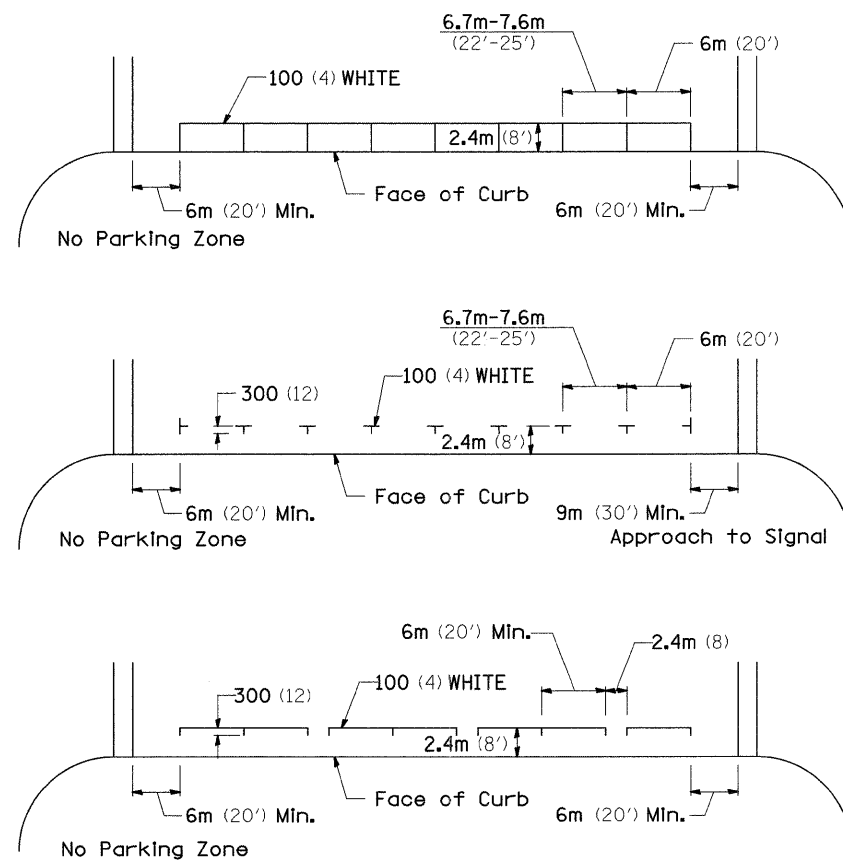 6.7m-7.6m
(22'-25')
6m (20')
100 (4) WHITE
2.4m (8')
Face of Curb
6m (20') Min.
6m (20') Min.
No Parking Zone
6.7m-7.6m
(22'-25')
6m (20')
300 (12)
100 (4) WHITE
2.4m (8')
Face of Curb
6m (20') Min.
9m (30') Min.
No Parking Zone
Approach to Signal
6m (20') Min.
2.4m (8)
300 (12)
100 (4) WHITE
2.4m (8')
Face of Curb
6m (20') Min.
6m (20') Min.
No Parking Zone